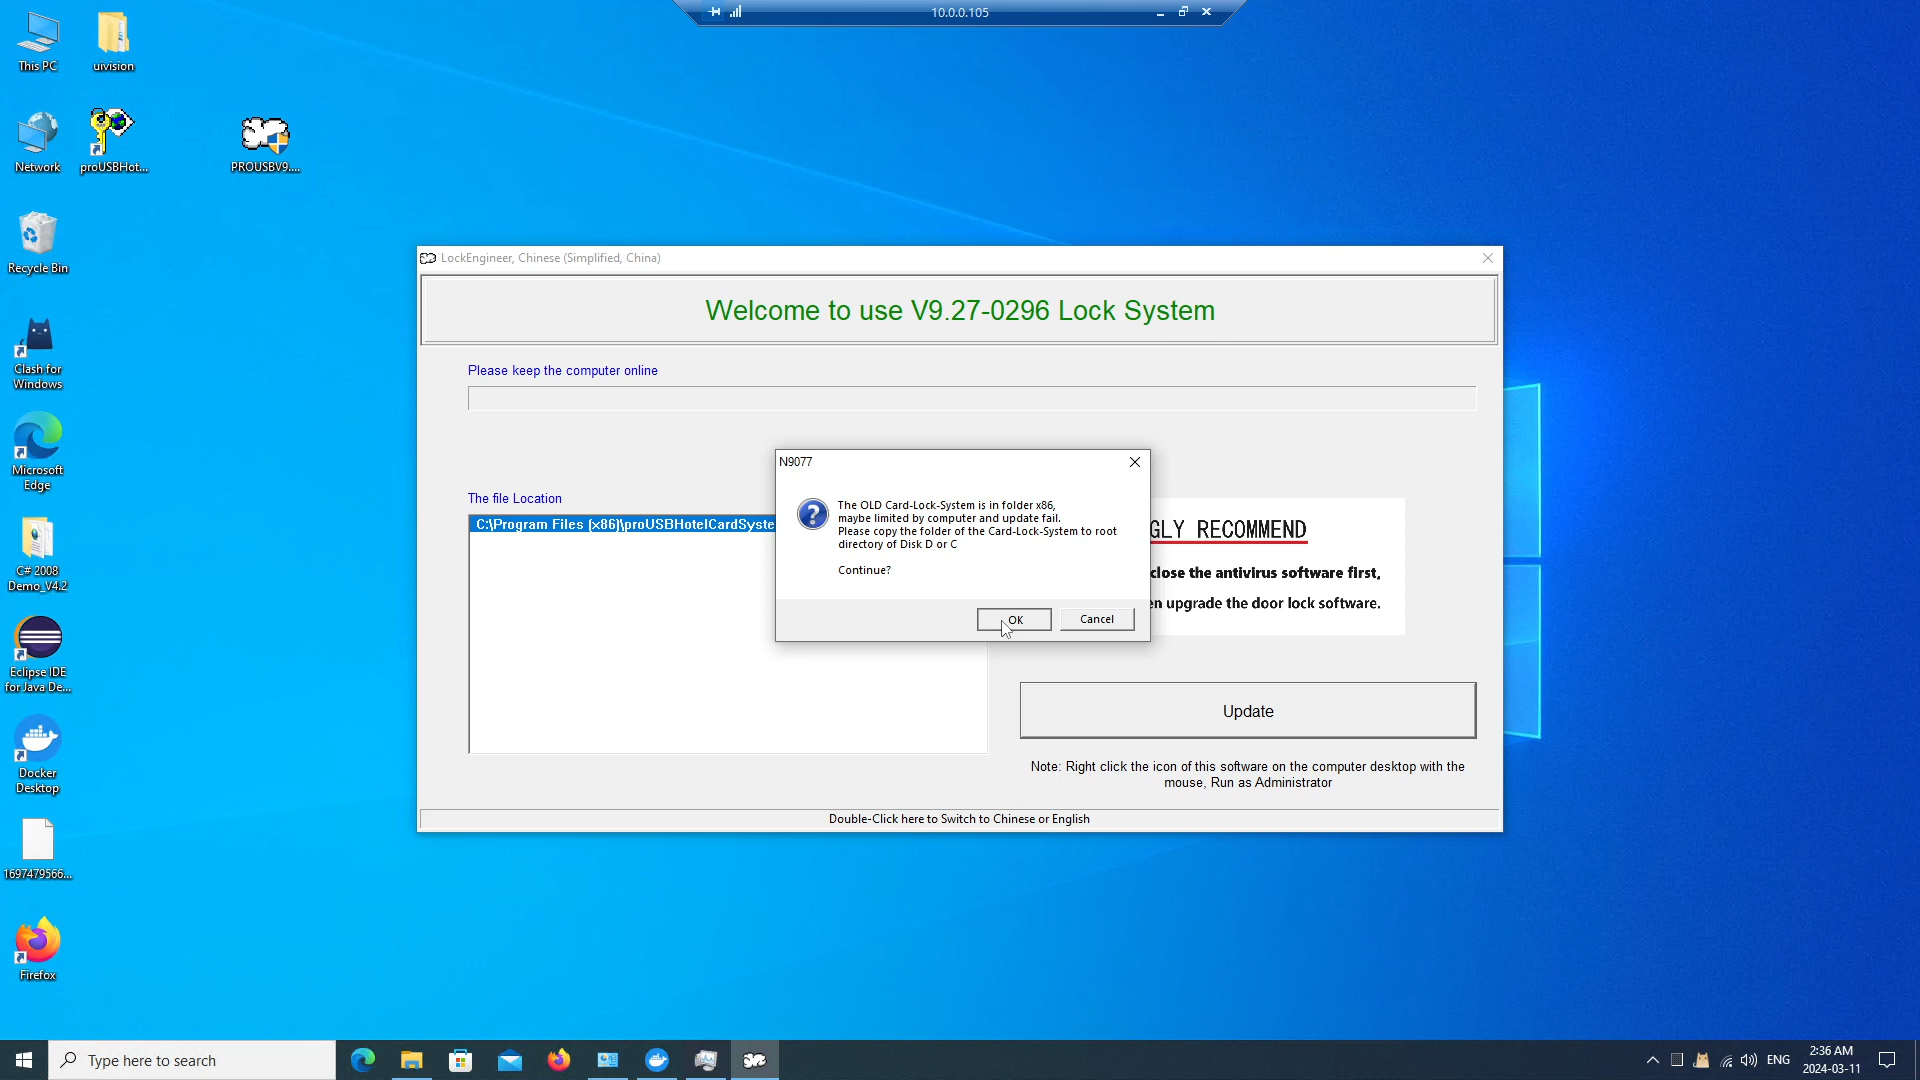 10.0.0.105
This PC
uivision
Network
proUSBHot...
PROUSBV9....
Recycle Bin
Clash for
Windows
Microsoft
Edge
C# 2008
Demo_V4.2
Eclipse IDE
for Java De...
Docker
Desktop
1697479566...
Firefox
LockEngineer, Chinese (Simplified, China)
Welcome to use V9.27-0296 Lock System
Please keep the computer online
The file Location
C:\Program Files (x86)\proUSBHotelCardSyste
N9077
The OLD Card-Lock-System is in folder x86,
maybe limited by computer and update fail.
Please copy the folder of the Card-Lock-System to root
directory of Disk D or C
Continue?
OK
Cancel
GLY RECOMMEND
close the antivirus software first,
en upgrade the door lock software.
Update
Note: Right click the icon of this software on the computer desktop with the
mouse, Run as Administrator
Double-Click here to Switch to Chinese or English
Type here to search
ENG
2:36 AM
2024-03-11